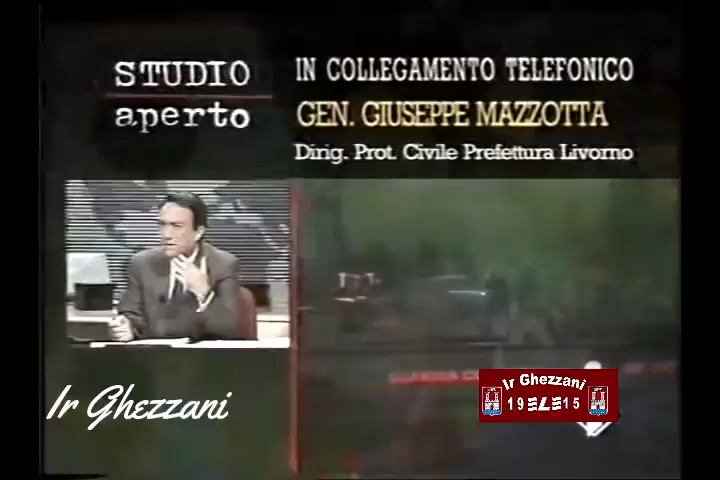 STUDIO
aperto
IN COLLEGAMENTO TELEFONICO
GEN. GIUSEPPE MAZZOTTA
Dirig. Prot. Civile Prefettura Livorno
Ir Ghezzani
Ir Ghezzani
19 15